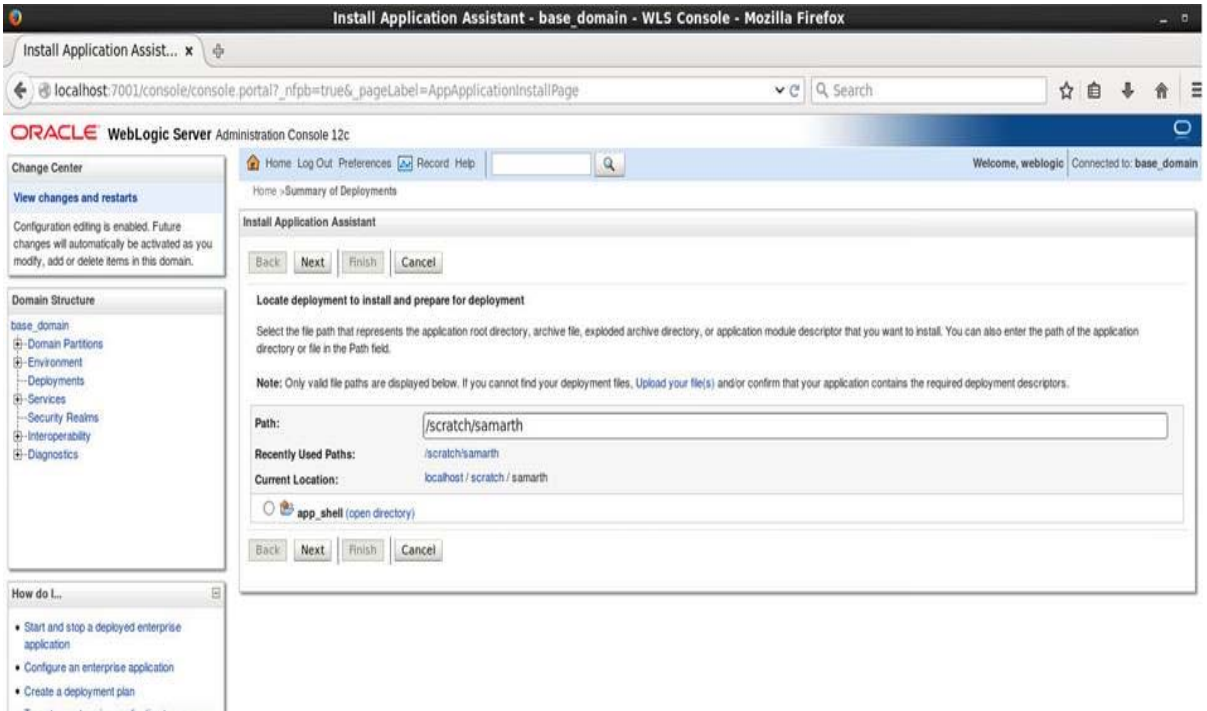 Install Application Assistant - base_domain - WLS Console - Mozilla Firefox
Install Application Assist... x
localhost:7001/console/console.portal?_nfpb=true&_pageLabel=AppApplicationInstallPage
Search
ORACLE WebLogic Server Administration Console 12c
Change Center
View changes and restarts
Configuration editing is enabled. Future
changes will automatically be activated as you
modify, add or delete items in this domain.
Domain Structure
base_domain
Domain Partitions
Environment
Deployments
Services
Security Realms
Interoperability
Diagnostics
How do I...
Start and stop a deployed enterprise
application
Configure an enterprise application
Create a deployment plan
Home Log Out Preferences Record Help
Welcome, weblogic Connected to: base_domain
Home >Summary of Deployments
Install Application Assistant
Back Next Finish Cancel
Locate deployment to install and prepare for deployment
Select the file path that represents the application root directory, archive file, exploded archive directory, or application module descriptor that you want to install. You can also enter the path of the application
directory or file in the Path field.
Note: Only valid file paths are displayed below. If you cannot find your deployment files, Upload your file(s) and/or confirm that your application contains the required deployment descriptors.
Path: /scratch/samarth
Recently Used Paths: /scratch/samarth
Current Location: localhost / scratch / samarth
app_shell (open directory)
Back Next Finish Cancel